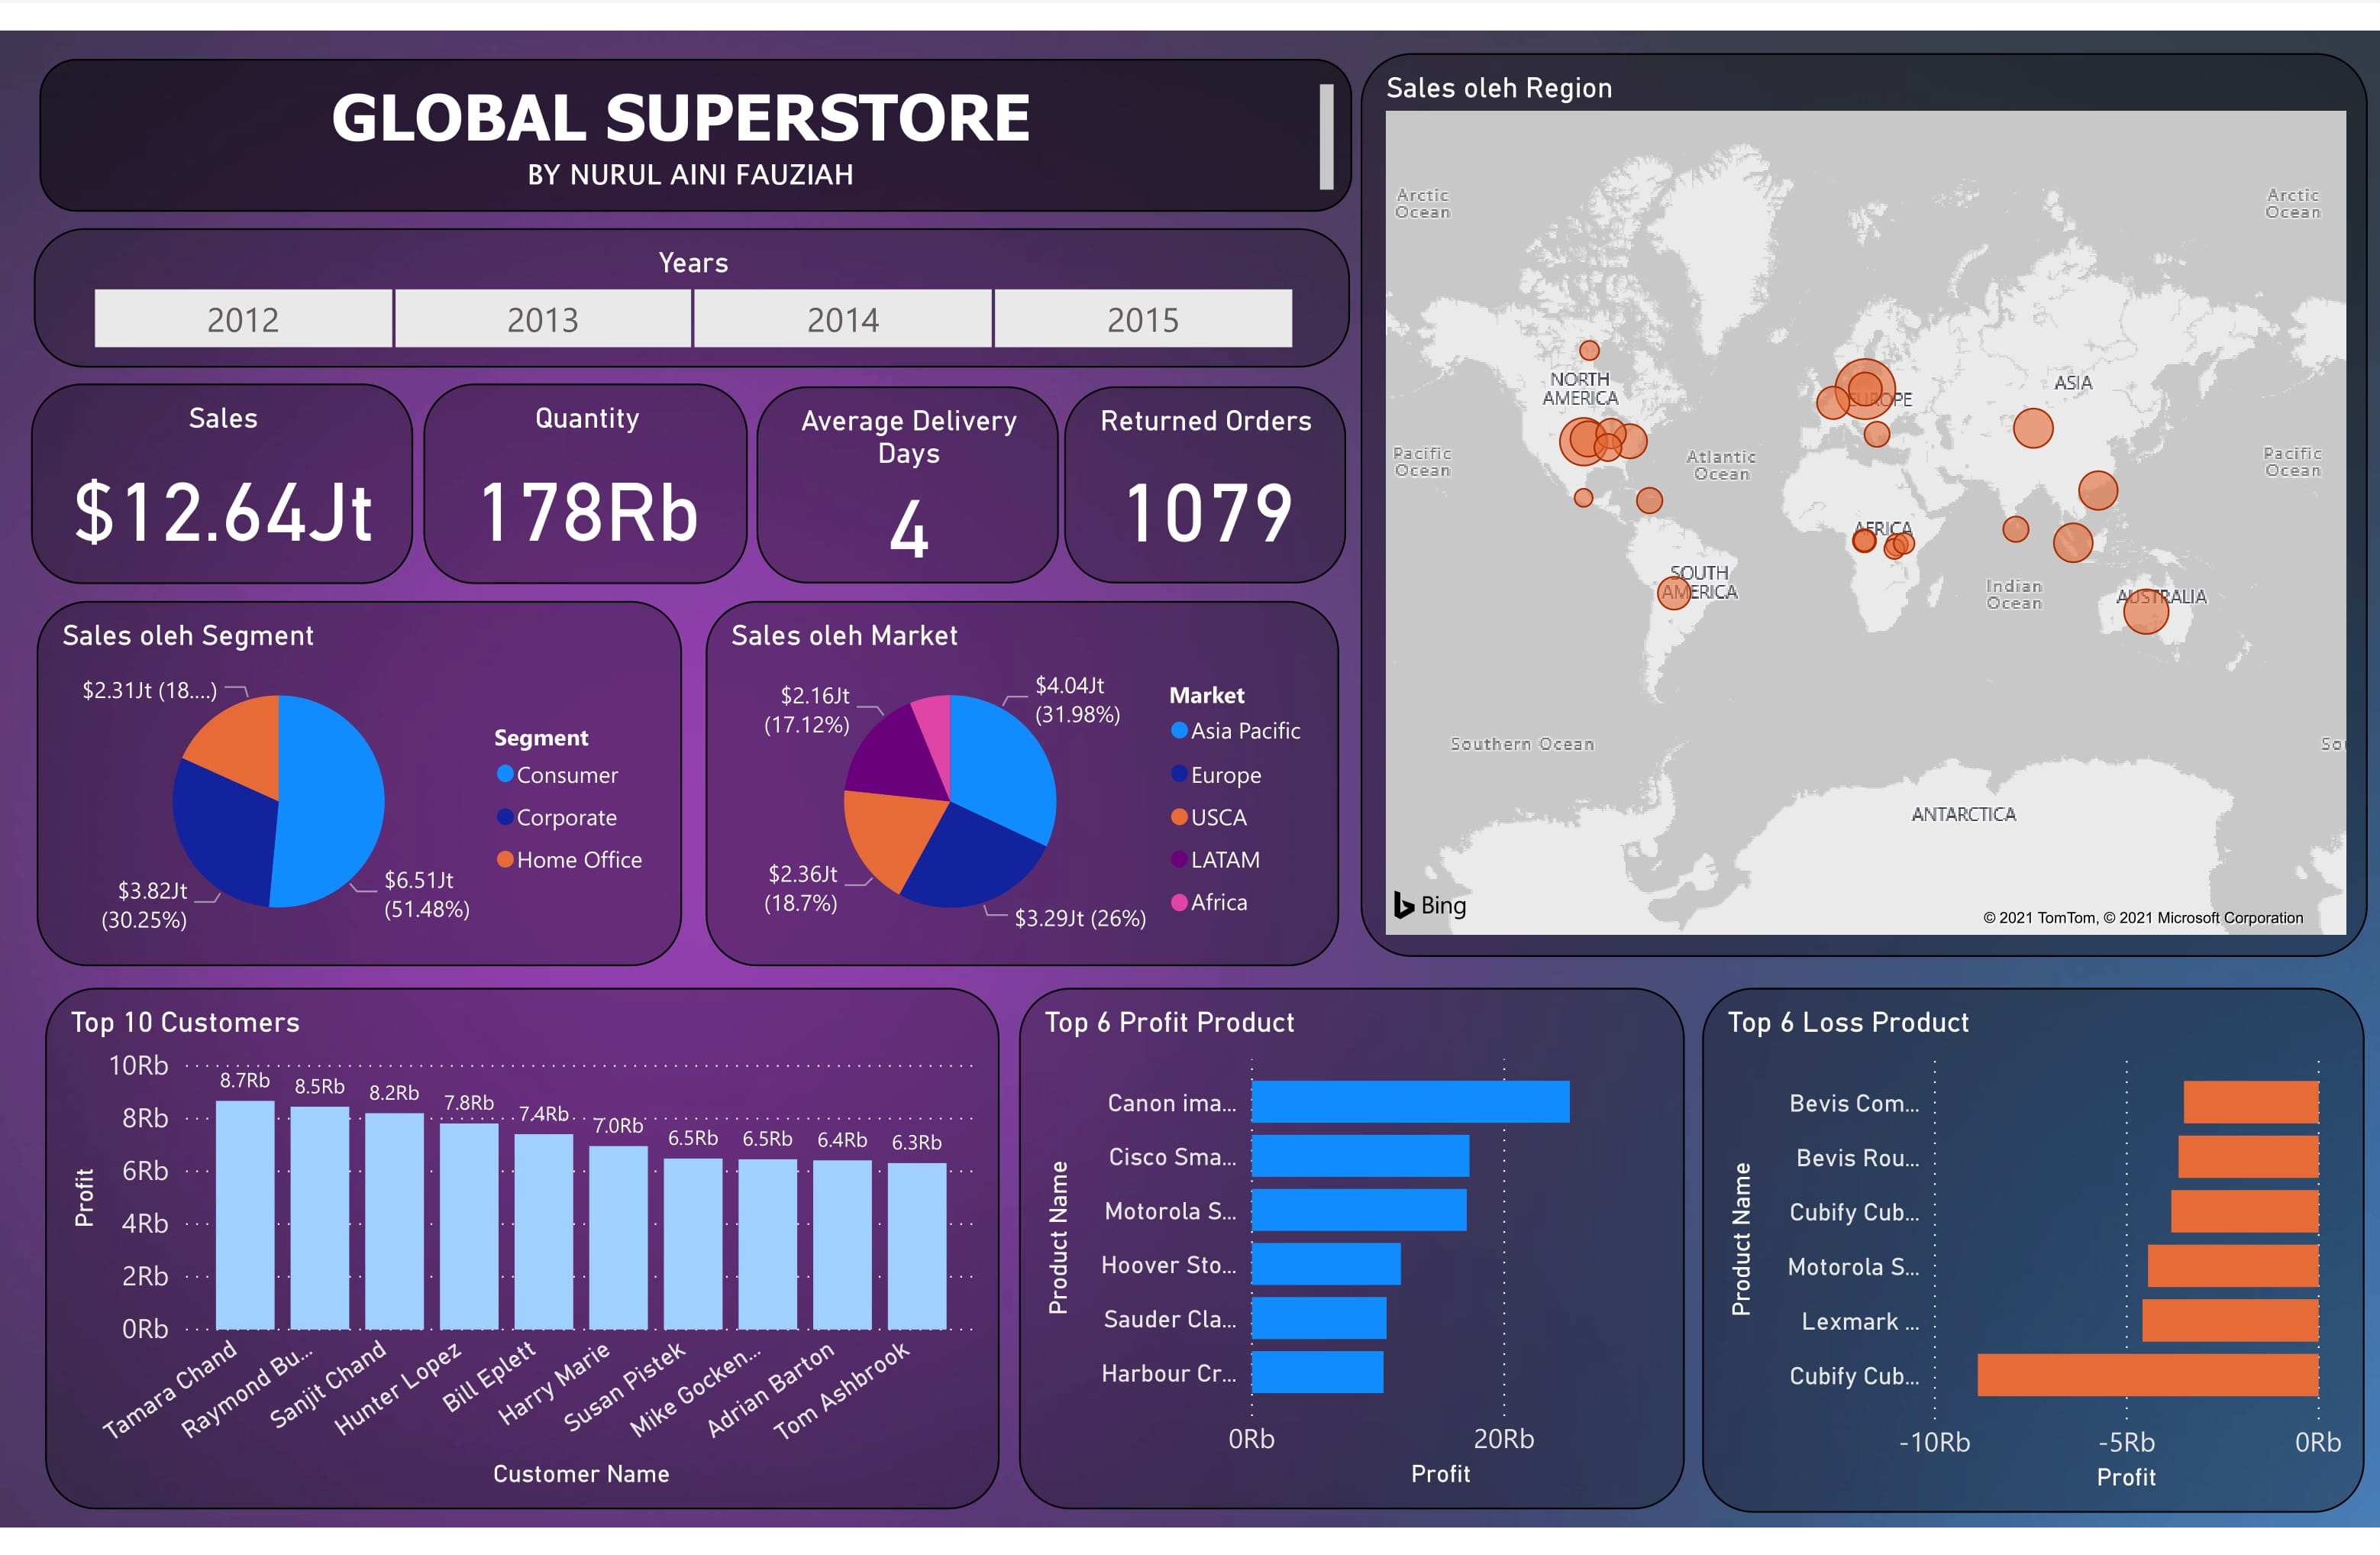 GLOBAL SUPERSTORE
BY NURUL AINI FAUZIAH
Years
2012
2013
2014
2015
Sales
$12.64Jt
Quantity
178Rb
Average Delivery
Days
4
Returned Orders
1079
Sales oleh Segment
$2.31Jt (18....)
$3.82Jt
(30.25%)
$6.51Jt
(51.48%)
Segment
Consumer
Corporate
Home Office
Sales oleh Market
$2.16Jt
(17.12%)
$4.04Jt
(31.98%)
$2.36Jt
(18.7%)
$3.29Jt (26%)
Market
Asia Pacific
Europe
USCA
LATAM
Africa
Sales oleh Region
Arctic
Ocean
Arctic
Ocean
NORTH
AMERICA
EUROPE
ASIA
Pacific
Ocean
Atlantic
Ocean
Pacific
Ocean
AFRICA
SOUTH
AMERICA
Indian
Ocean
AUSTRALIA
Southern Ocean
Sou
ANTARCTICA
Bing
© 2021 TomTom, © 2021 Microsoft Corporation
Top 10 Customers
Profit
10Rb
8Rb
6Rb
4Rb
2Rb
0Rb
8.7Rb
8.5Rb
8.2Rb
7.8Rb
7.4Rb
7.0Rb
6.5Rb
6.5Rb
6.4Rb
6.3Rb
Tamara Chand
Raymond Bu...
Sanjit Chand
Hunter Lopez
Bill Eplett
Harry Marie
Susan Pistek
Mike Gocken...
Adrian Barton
Tom Ashbrook
Customer Name
Top 6 Profit Product
Product Name
Canon ima...
Cisco Sma...
Motorola S...
Hoover Sto...
Sauder Cla...
Harbour Cr...
0Rb
20Rb
Profit
Top 6 Loss Product
Product Name
Bevis Com...
Bevis Rou...
Cubify Cub...
Motorola S...
Lexmark ...
Cubify Cub...
-10Rb
-5Rb
0Rb
Profit